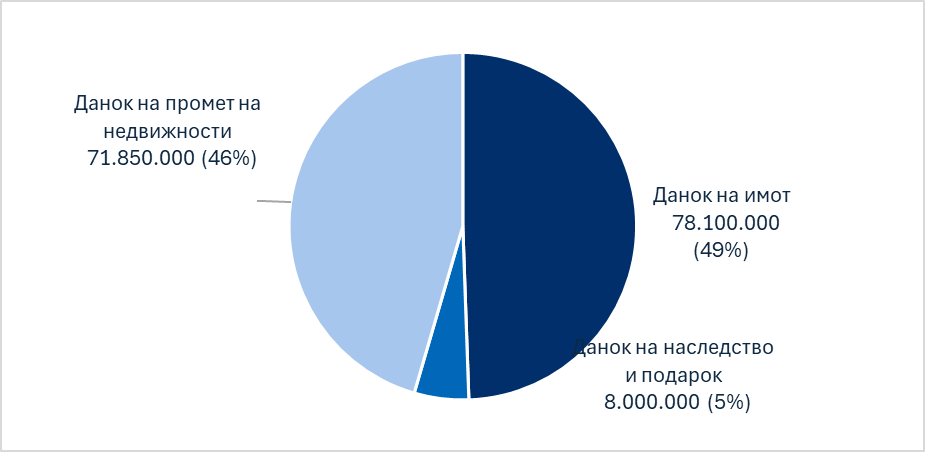 Данок на промет на
недвижности
71.850.000 (46%)
Данок на имот
78.100.000
(49%)
Данок на наследство
и подарок
8.000.000 (5%)